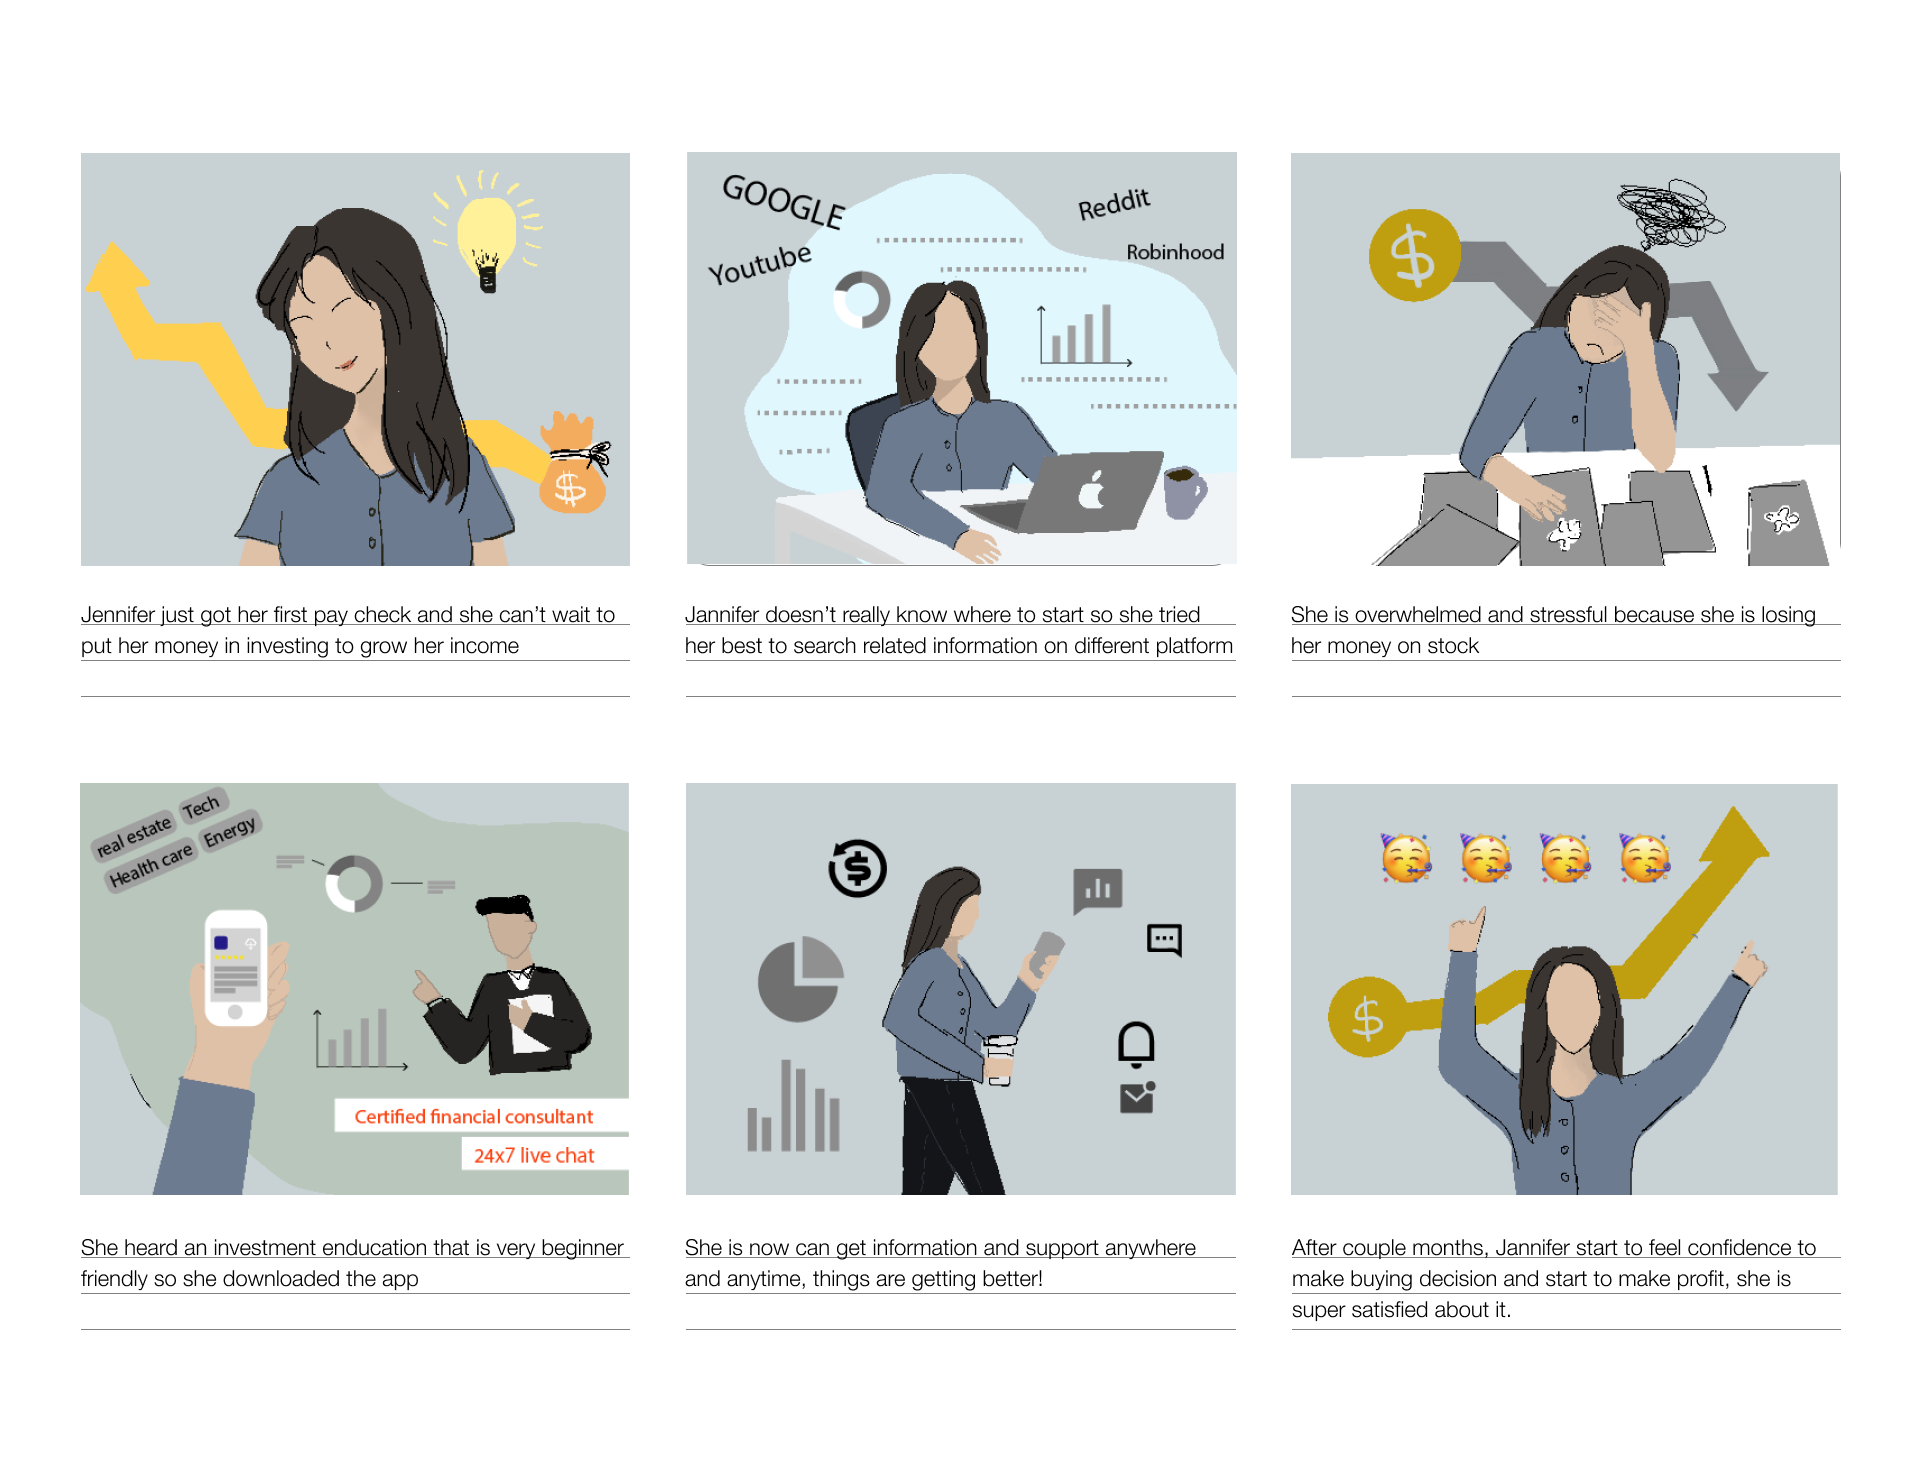 GOOGLE
Youtube
Reddit
Robinhood
$
$
Jennifer just got her first pay check and she can't wait to
put her money in investing to grow her income
Jannifer doesn't really know where to start so she tried
her best to search related information on different platform
She is overwhelmed and stressful because she is losing
her money on stock
real estate
Tech
Health care
Energy
Certified financial consultant
24x7 live chat
$
$
She heard an investment enducation that is very beginner
friendly so she downloaded the app
She is now can get information and support anywhere
and anytime, things are getting better!
After couple months, Jannifer start to feel confidence to
make buying decision and start to make profit, she is
super satisfied about it.